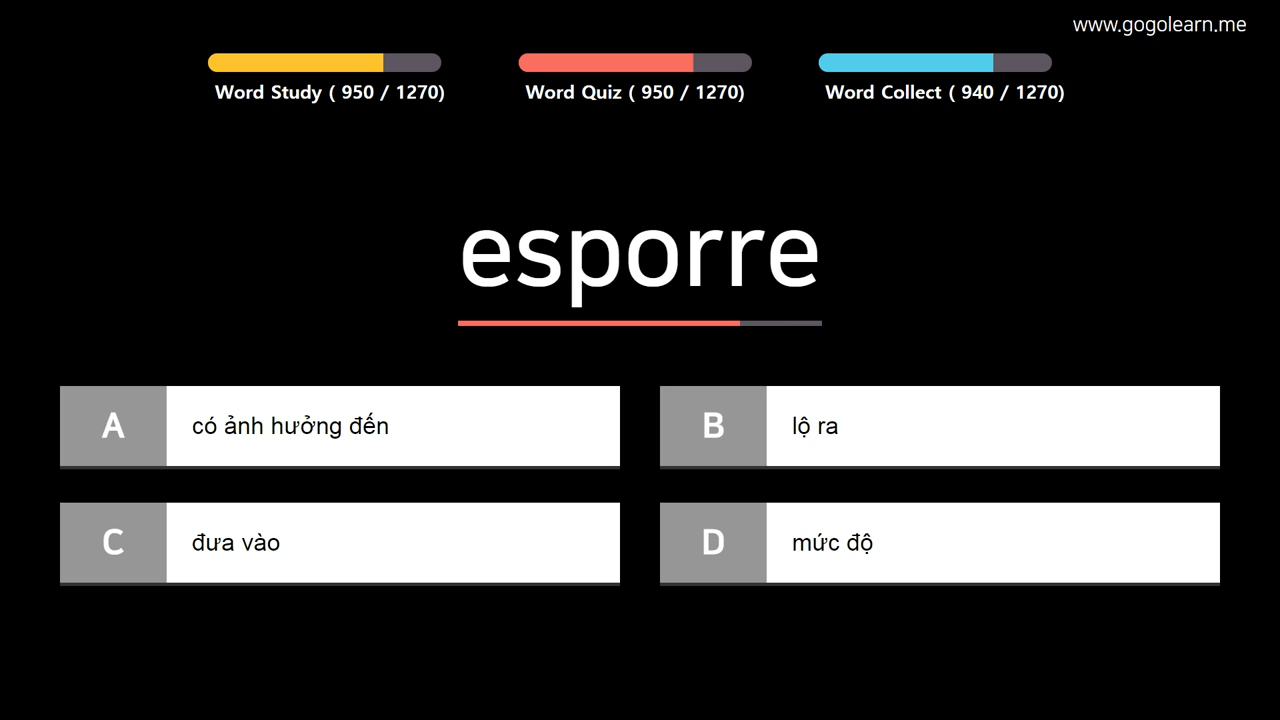 www.gogolearn.me
Word Study ( 950 / 1270)
Word Quiz ( 950 / 1270)
Word Collect ( 940 / 1270)
esporre
A có ảnh hưởng đến
B lộ ra
C đưa vào
D mức độ